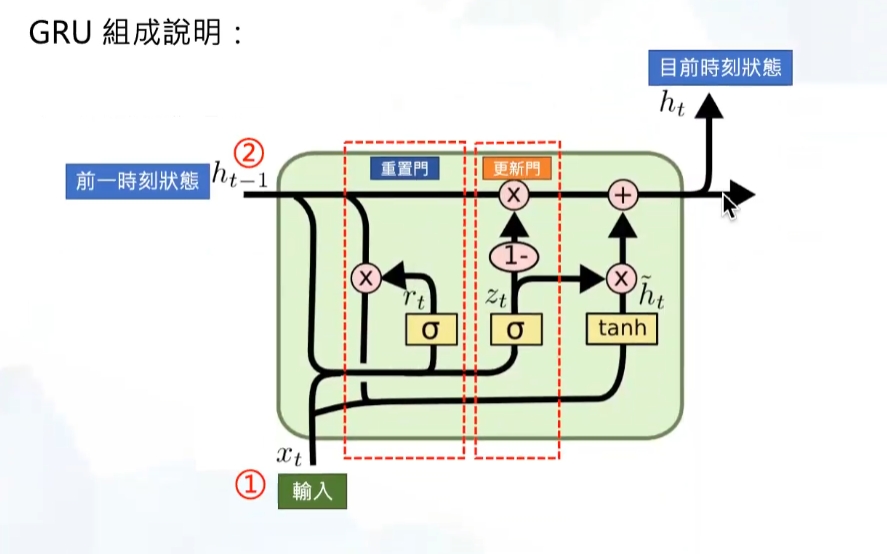 GRU 組成說明：
目前時刻狀態
h_t
②
前一時刻狀態 h_{t-1}
重置門 更新門
x +
1-
x x
r_t z_t h̃_t
σ σ tanh
x_t
① 輸入